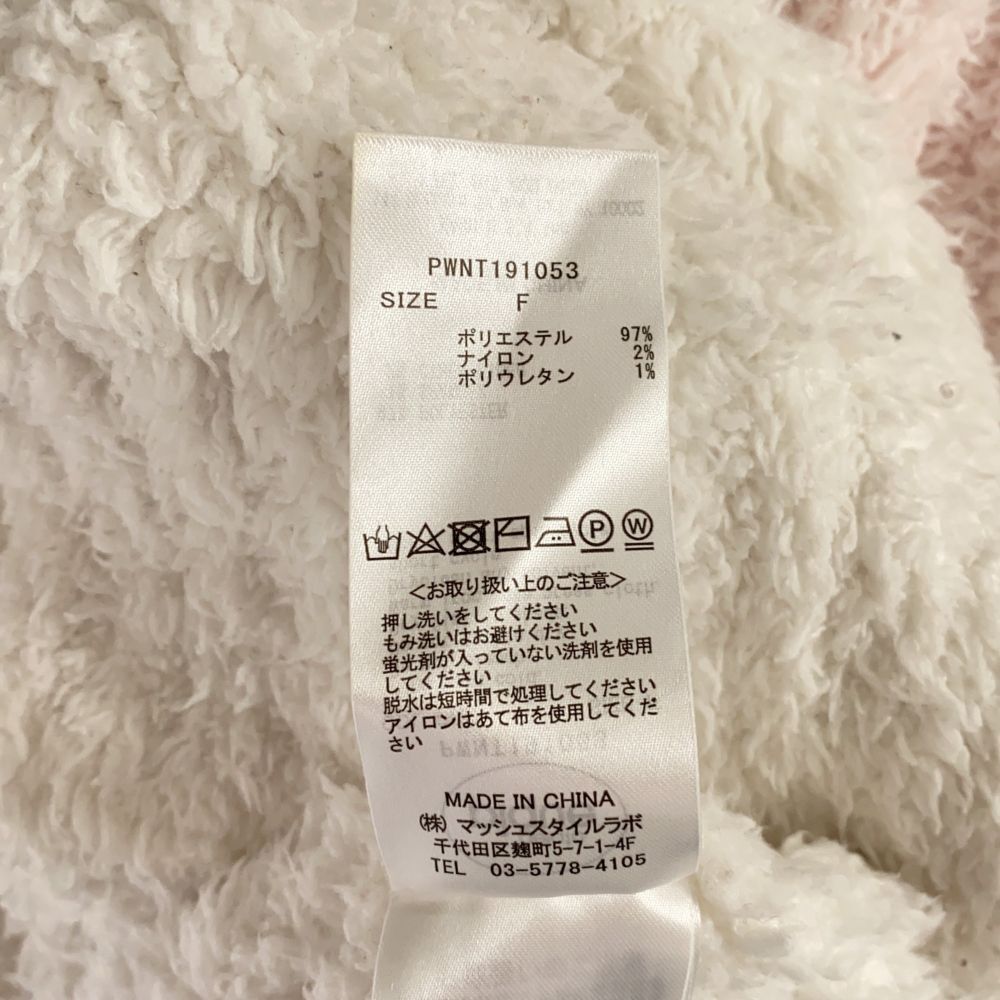 PWNT191053
SIZE F
ポリエステル 97%
ナイロン 2%
ポリウレタン 1%
P W
<お取り扱い上のご注意>
押し洗いをしてください
もみ洗いはお避けください
蛍光剤が入っていない洗剤を使用
してください
脱水は短時間で処理してください
アイロンはあて布を使用してくだ
さい
MADE IN CHINA
(株) マッシュスタイルラボ
千代田区麹町5-7-1-4F
TEL 03-5778-4105